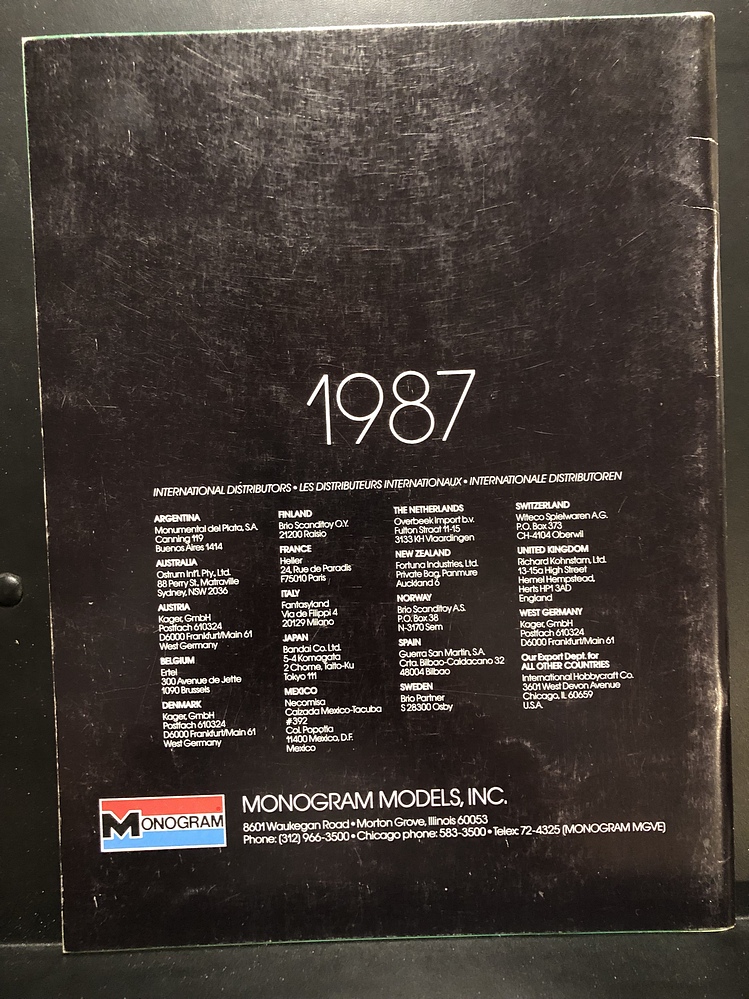 1987
INTERNATIONAL DISTRIBUTORS • LES DISTRIBUTEURS INTERNATIONAUX • INTERNATIONALE DISTRIBUTOREN
ARGENTINA
Monumental del Plata, S.A.
Canning 119
Buenos Aires 1414
AUSTRALIA
Ostrum Int'l. Pty., Ltd.
88 Perry St., Matraville
Sydney, NSW 2036
AUSTRIA
Kager, GmbH
Postfach 610324
D6000 Frankfurt/Main 61
West Germany
BELGIUM
Ertel
300 Avenue de Jette
1090 Brussels
DENMARK
Kager, GmbH
Postfach 610324
D6000 Frankfurt/Main 61
West Germany
FINLAND
Brio Scanditoy O.Y.
21200 Raisio
FRANCE
Heller
24, Rue de Paradis
F75010 Paris
ITALY
Fantasyland
Via de Filippi 4
20129 Milano
JAPAN
Bandai Co. Ltd.
5-4 Komagata
2 Chome, Taito-Ku
Tokyo 111
MEXICO
Necomisa
Calzada Mexico-Tacuba
#392
Col. Popotla
11400 Mexico, D.F.
Mexico
THE NETHERLANDS
Overbeek Import b.v.
Fulton Straat 11-15
3133 KH Vlaardingen
NEW ZEALAND
Fortuna Industries, Ltd.
Private Bag, Panmure
Auckland 6
NORWAY
Brio Scanditoy A.S.
P.O. Box 38
N-3170 Sem
SPAIN
Guerra San Martin, S.A.
Crta. Bilbao-Caldacano 32
48004 Bilbao
SWEDEN
Brio Partner
S 28300 Osby
SWITZERLAND
Witeco Spielwaren A.G.
P.O. Box 373
CH-4104 Oberwil
UNITED KINGDOM
Richard Kohnstam, Ltd.
13-15a High Street
Hemel Hempstead,
Herts HP1 3AD
England
WEST GERMANY
Kager, GmbH
Postfach 610324
D6000 Frankfurt/Main 61
Our Export Dept. for
ALL OTHER COUNTRIES
International Hobbycraft Co.
3601 West Devon Avenue
Chicago, IL 60659
U.S.A.
MONOGRAM
MONOGRAM MODELS, INC.
8601 Waukegan Road • Morton Grove, Illinois 60053
Phone: (312) 966-3500 • Chicago phone: 583-3500 • Telex: 72-4325 (MONOGRAM MGVE)